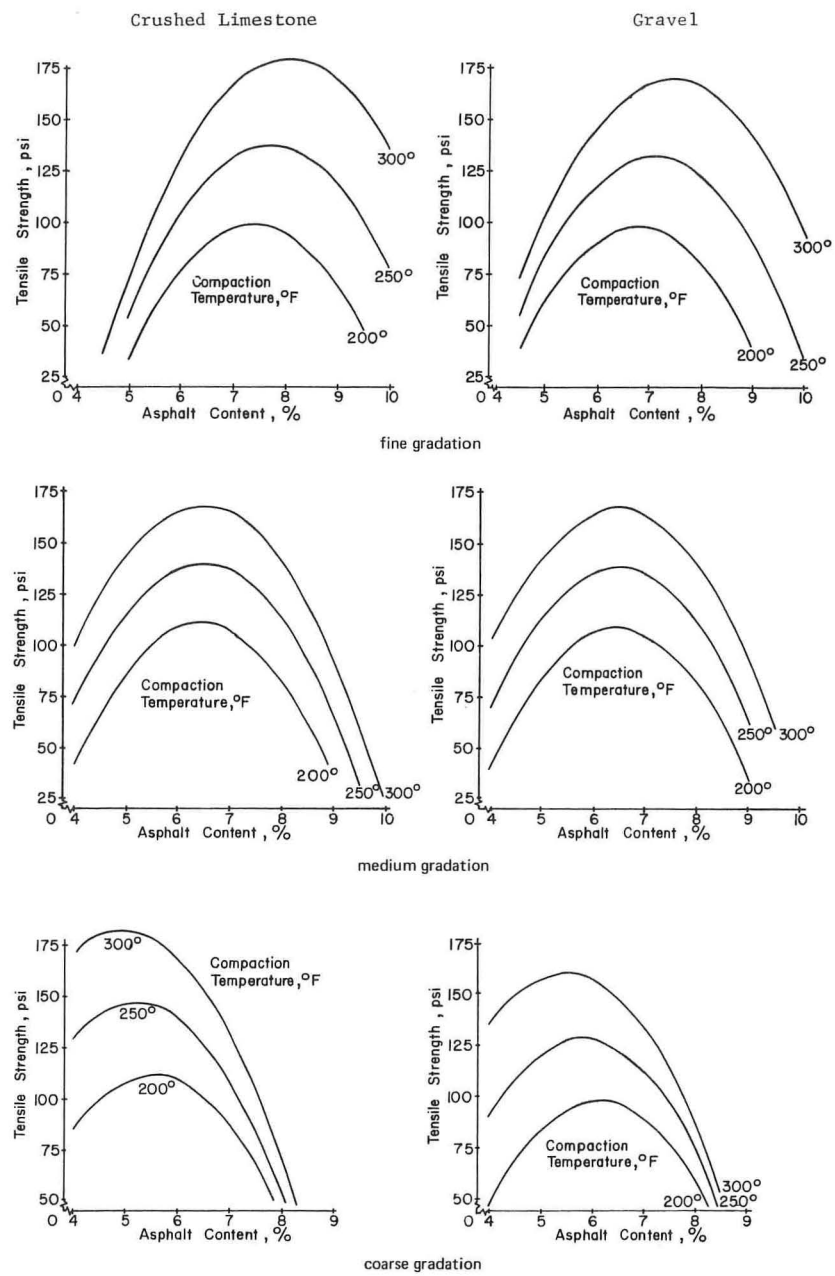 Crushed Limestone
Gravel
Tensile Strength, psi
175
150
125
100
75
50
25
0 4 5 6 7 8 9 10
Asphalt Content, %
Compaction
Temperature, °F
300°
250°
200°
Tensile Strength, psi
175
150
125
100
75
50
25
0 4 5 6 7 8 9 10
Asphalt Content, %
Compaction
Temperature, °F
300°
200°
250°
fine gradation
Tensile Strength, psi
175
150
125
100
75
50
25
0 4 5 6 7 8 9 10
Asphalt Content, %
Compaction
Temperature, °F
200°
250° 300°
Tensile Strength, psi
175
150
125
100
75
50
25
0 4 5 6 7 8 9 10
Asphalt Content, %
Compaction
Temperature, °F
250° 300°
200°
medium gradation
Tensile Strength, psi
175
150
125
100
75
50
0 4 5 6 7 8 9
Asphalt Content, %
300°
250°
200°
Compaction
Temperature, °F
Tensile Strength, psi
175
150
125
100
75
50
0 4 5 6 7 8 9
Asphalt Content, %
Compaction
Temperature, °F
300°
200° 250°
coarse gradation